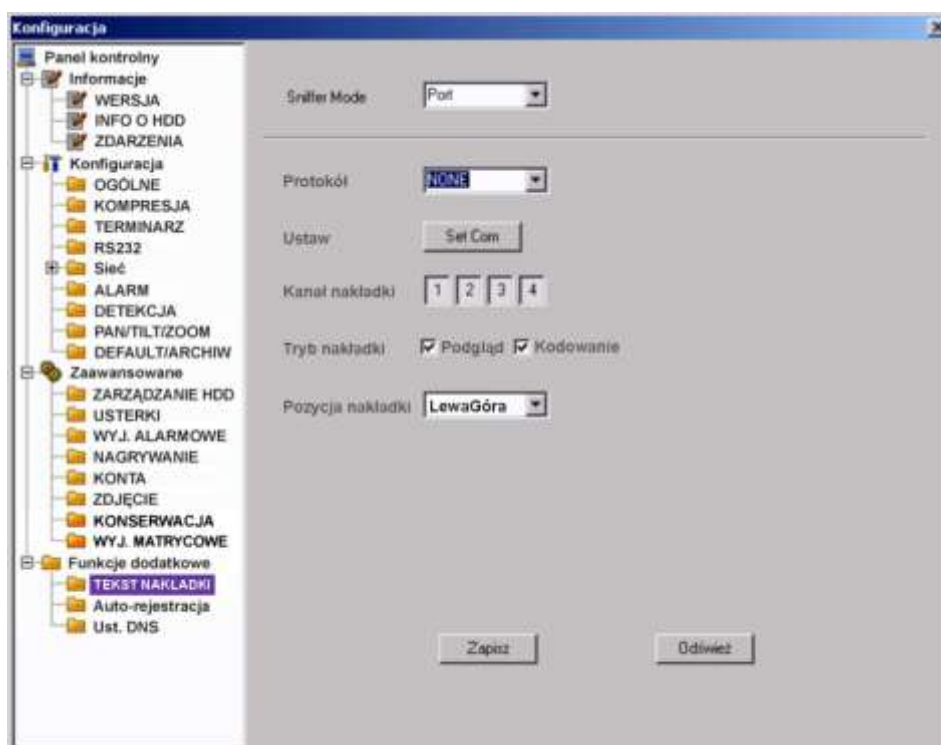 Konfiguracja
Panel kontrolny
Informacje
WERSJA
INFO O HDD
ZDARZENIA
Konfiguracja
OGÓLNE
KOMPRESJA
TERMINARZ
RS232
Sieć
ALARM
DETEKCJA
PAN/TILT/ZOOM
DEFAULT/ARCHIW
Zaawansowane
ZARZĄDZANIE HDD
USTERKI
WYJ. ALARMOWE
NAGRYWANIE
KONTA
ZDJĘCIE
KONSERWACJA
WYJ. MATRYCOWE
Funkcje dodatkowe
TEKST NAKLADKI
Auto-rejestracja
Ust. DNS
Sniffer Mode Port
Protokół NONE
Ustaw Set Com
Kanał nakładki 1 2 3 4
Tryb nakładki Podgląd Kodowanie
Pozycja nakładki LewaGóra
Zapisz Odśwież